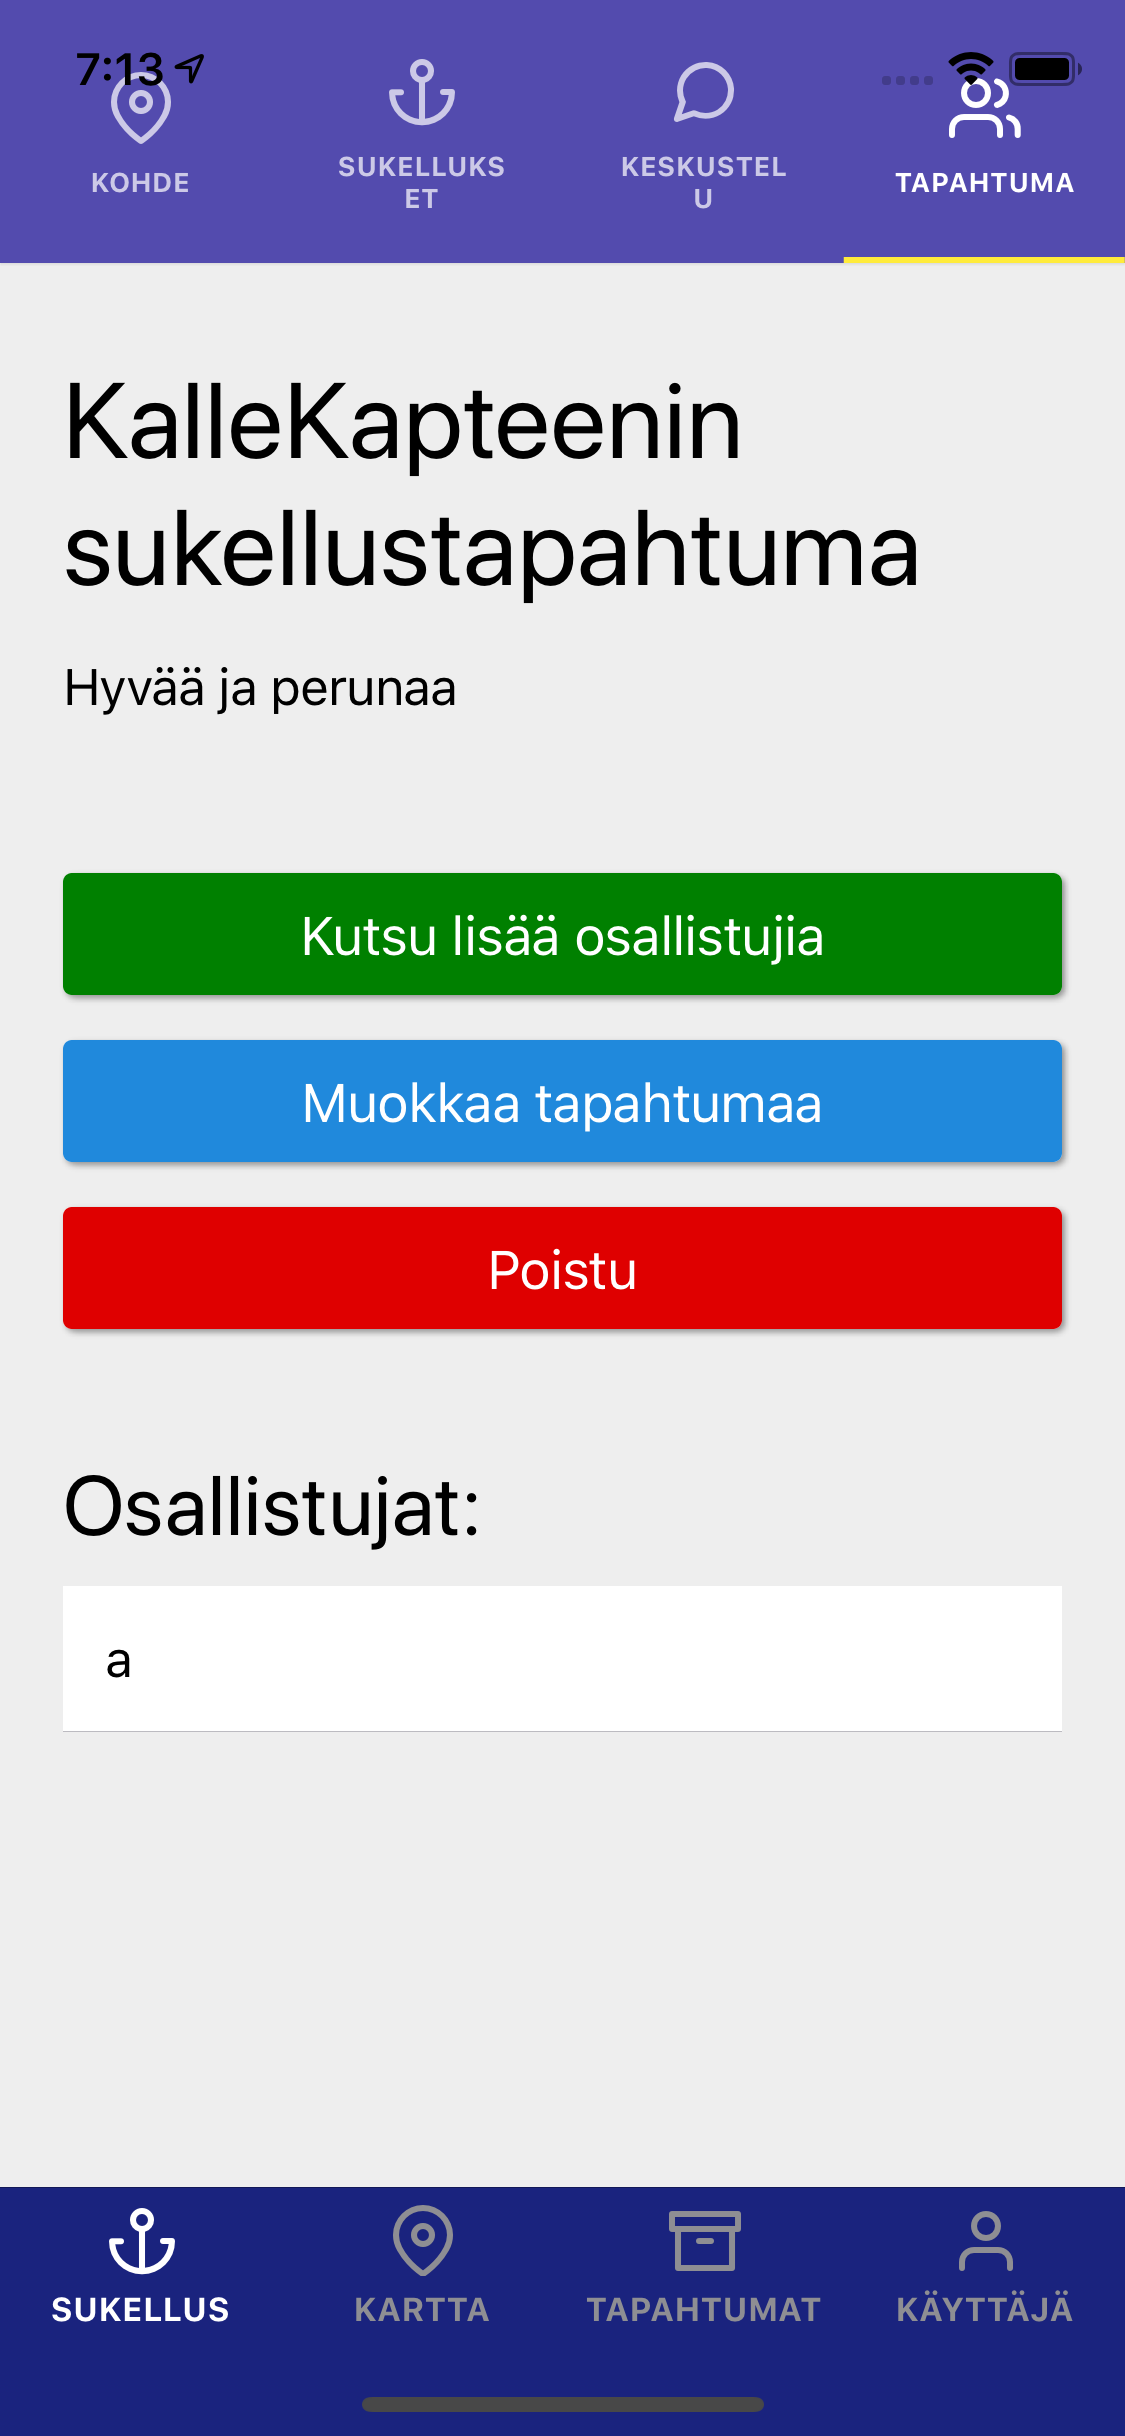 7:13
KOHDE
SUKELLUKS
ET
KESKUSTEL
U
TAPAHTUMA
KalleKapteenin
sukellustapahtuma
Hyvää ja perunaa
Kutsu lisää osallistujia
Muokkaa tapahtumaa
Poistu
Osallistujat:
a
SUKELLUS
KARTTA
TAPAHTUMAT
KÄYTTÄJÄ